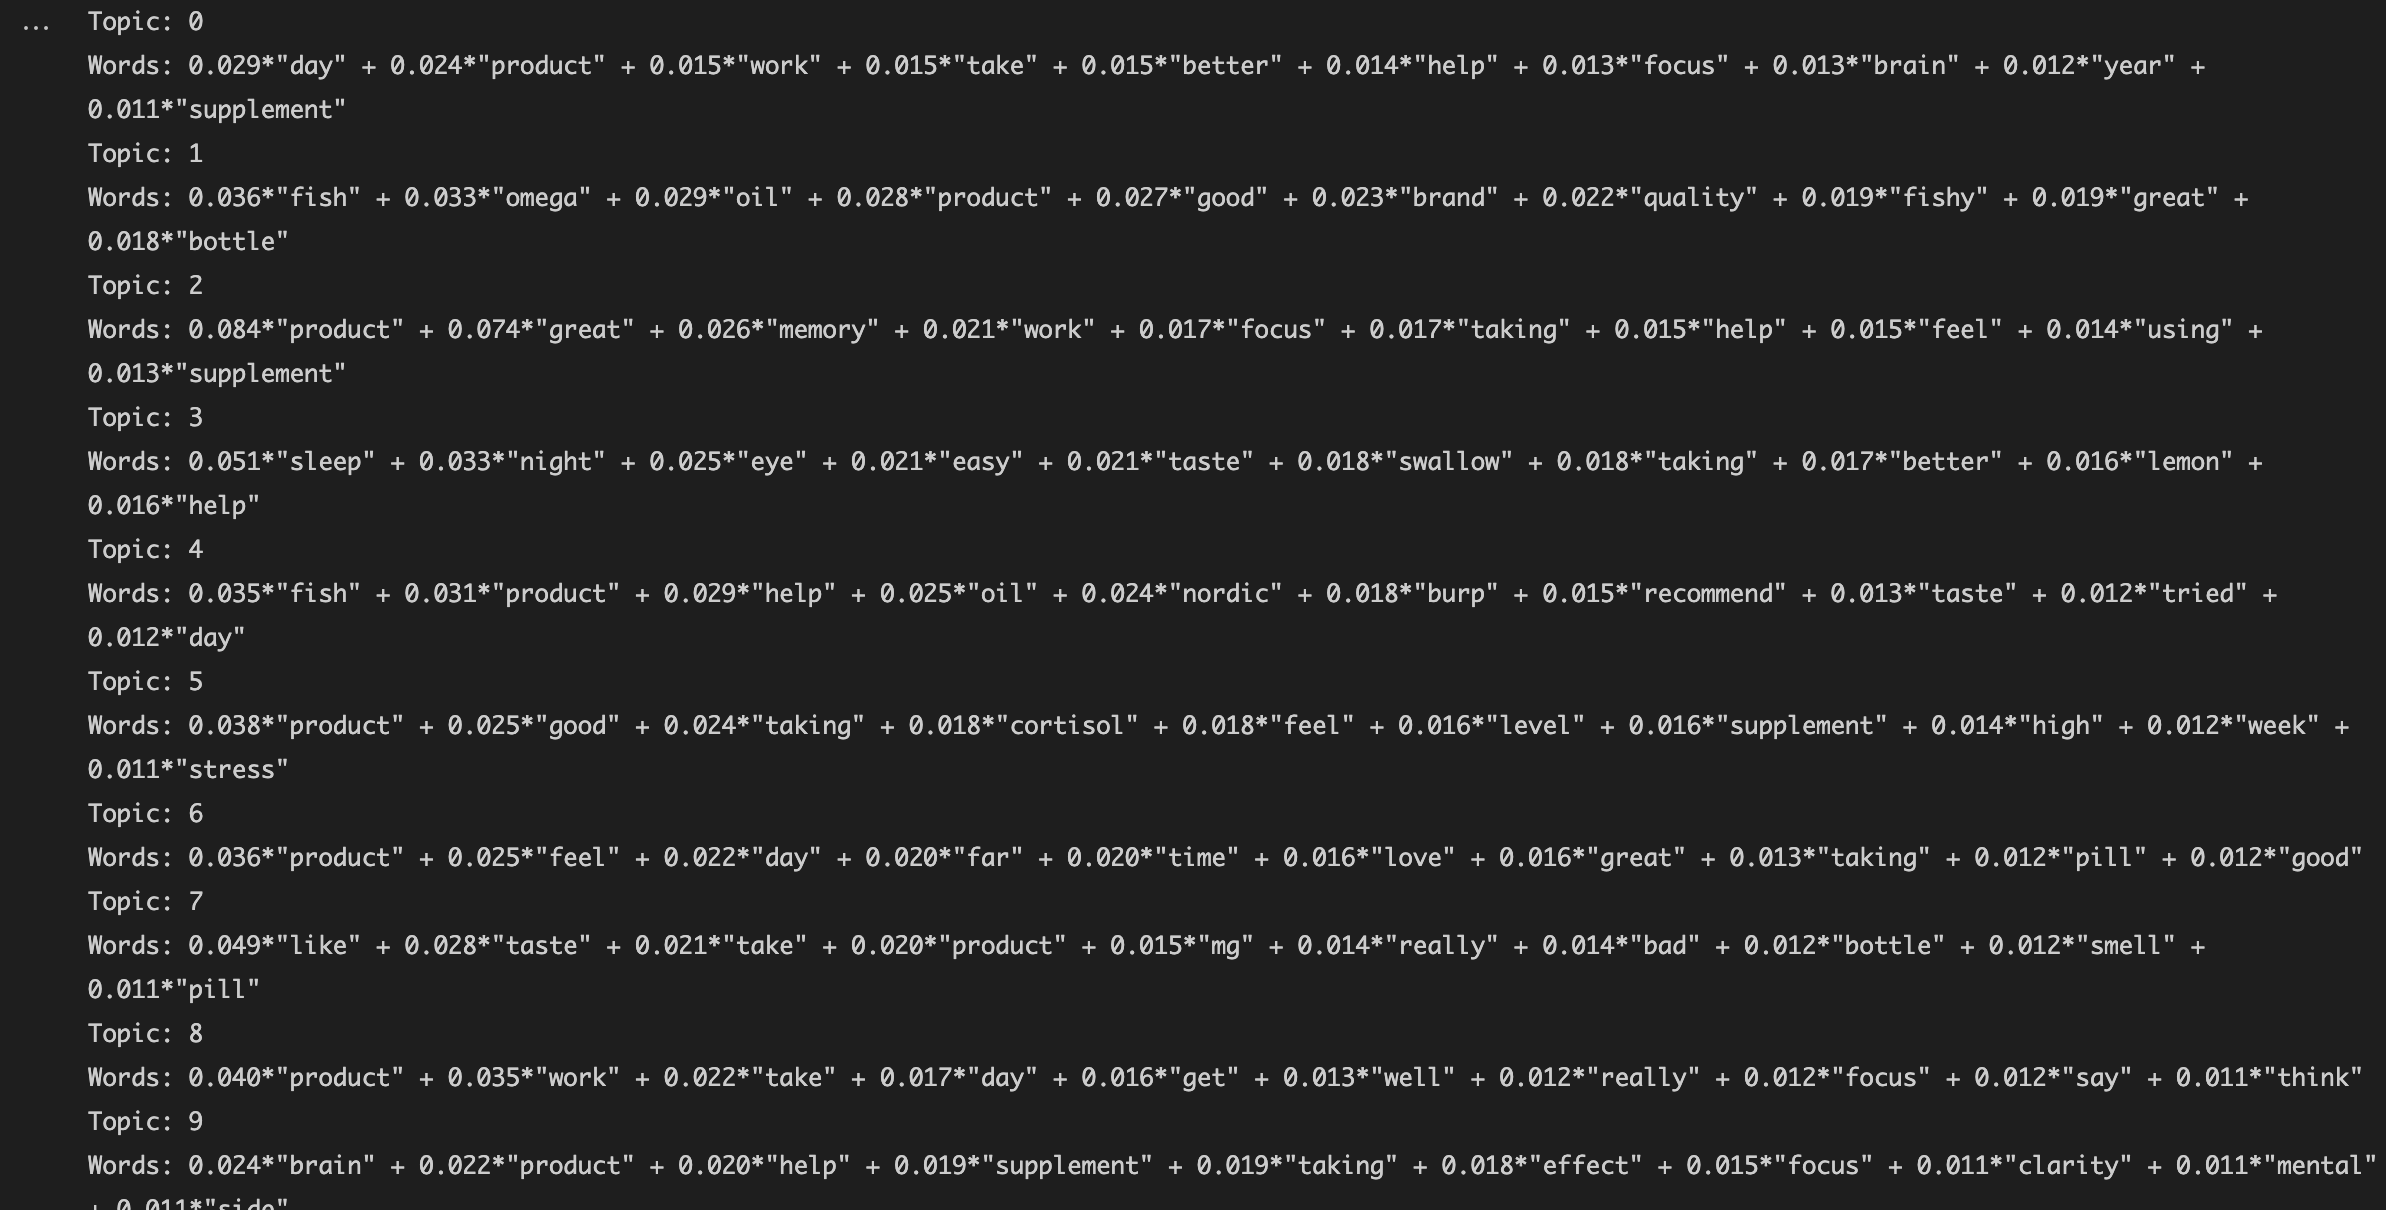 ... Topic: 0
Words: 0.029*"day" + 0.024*"product" + 0.015*"work" + 0.015*"take" + 0.015*"better" + 0.014*"help" + 0.013*"focus" + 0.013*"brain" + 0.012*"year" +
0.011*"supplement"
Topic: 1
Words: 0.036*"fish" + 0.033*"omega" + 0.029*"oil" + 0.028*"product" + 0.027*"good" + 0.023*"brand" + 0.022*"quality" + 0.019*"fishy" + 0.019*"great" +
0.018*"bottle"
Topic: 2
Words: 0.084*"product" + 0.074*"great" + 0.026*"memory" + 0.021*"work" + 0.017*"focus" + 0.017*"taking" + 0.015*"help" + 0.015*"feel" + 0.014*"using" +
0.013*"supplement"
Topic: 3
Words: 0.051*"sleep" + 0.033*"night" + 0.025*"eye" + 0.021*"easy" + 0.021*"taste" + 0.018*"swallow" + 0.018*"taking" + 0.017*"better" + 0.016*"lemon" +
0.016*"help"
Topic: 4
Words: 0.035*"fish" + 0.031*"product" + 0.029*"help" + 0.025*"oil" + 0.024*"nordic" + 0.018*"burp" + 0.015*"recommend" + 0.013*"taste" + 0.012*"tried" +
0.012*"day"
Topic: 5
Words: 0.038*"product" + 0.025*"good" + 0.024*"taking" + 0.018*"cortisol" + 0.018*"feel" + 0.016*"level" + 0.016*"supplement" + 0.014*"high" + 0.012*"week" +
0.011*"stress"
Topic: 6
Words: 0.036*"product" + 0.025*"feel" + 0.022*"day" + 0.020*"far" + 0.020*"time" + 0.016*"love" + 0.016*"great" + 0.013*"taking" + 0.012*"pill" + 0.012*"good"
Topic: 7
Words: 0.049*"like" + 0.028*"taste" + 0.021*"take" + 0.020*"product" + 0.015*"mg" + 0.014*"really" + 0.014*"bad" + 0.012*"bottle" + 0.012*"smell" +
0.011*"pill"
Topic: 8
Words: 0.040*"product" + 0.035*"work" + 0.022*"take" + 0.017*"day" + 0.016*"get" + 0.013*"well" + 0.012*"really" + 0.012*"focus" + 0.012*"say" + 0.011*"think"
Topic: 9
Words: 0.024*"brain" + 0.022*"product" + 0.020*"help" + 0.019*"supplement" + 0.019*"taking" + 0.018*"effect" + 0.015*"focus" + 0.011*"clarity" + 0.011*"mental"
+ 0.011*"side"